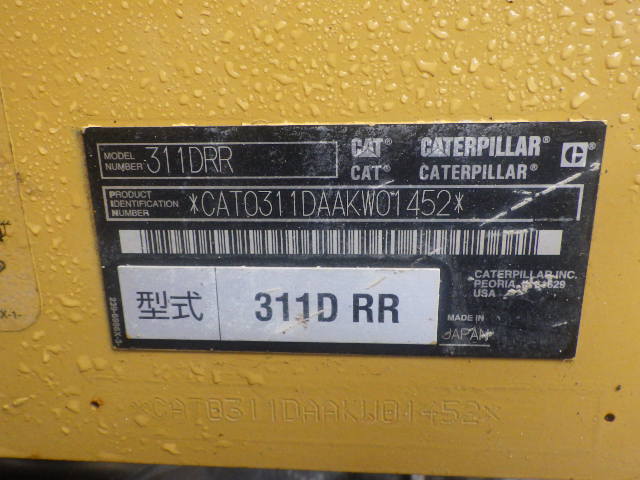 MODEL NUMBER 311DRR
CAT CATERPILLAR C
CAT® CATERPILLAR®
PRODUCT IDENTIFICATION NUMBER *CAT0311DAAKW01452*
CATERPILLAR INC.
PEORIA,
USA
型式 311D RR
MADE IN
JAPAN
*CAT0311DAAKW01452*